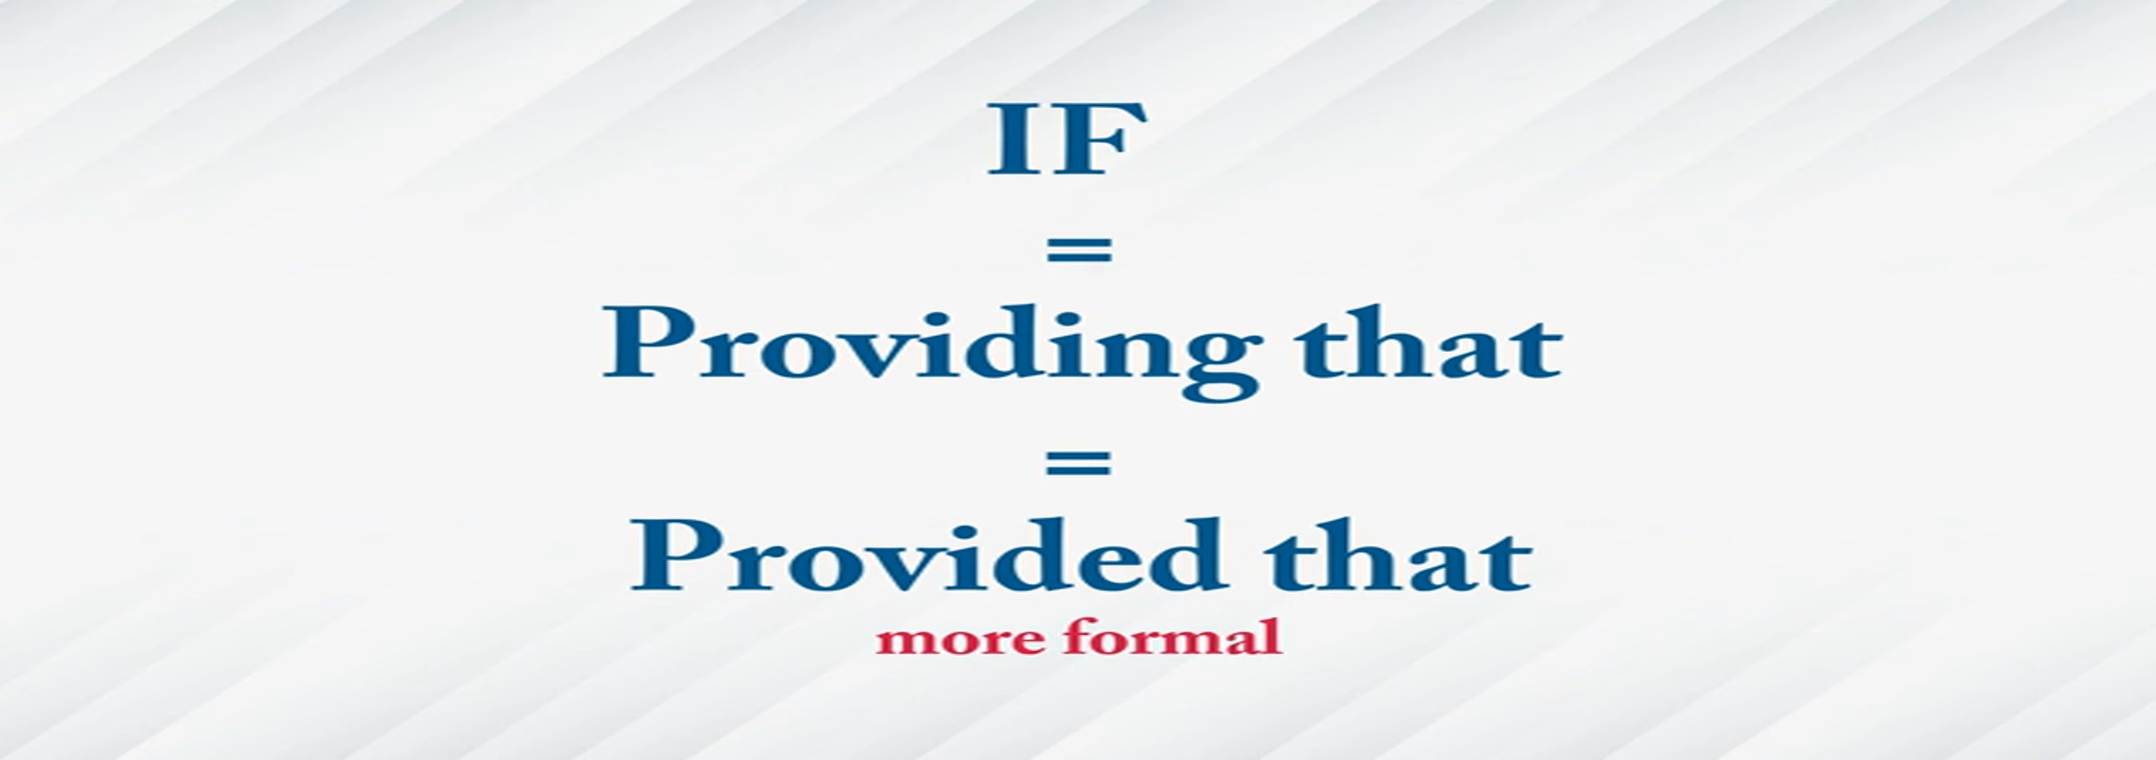 IF
=
Providing that
=
Provided that
more formal